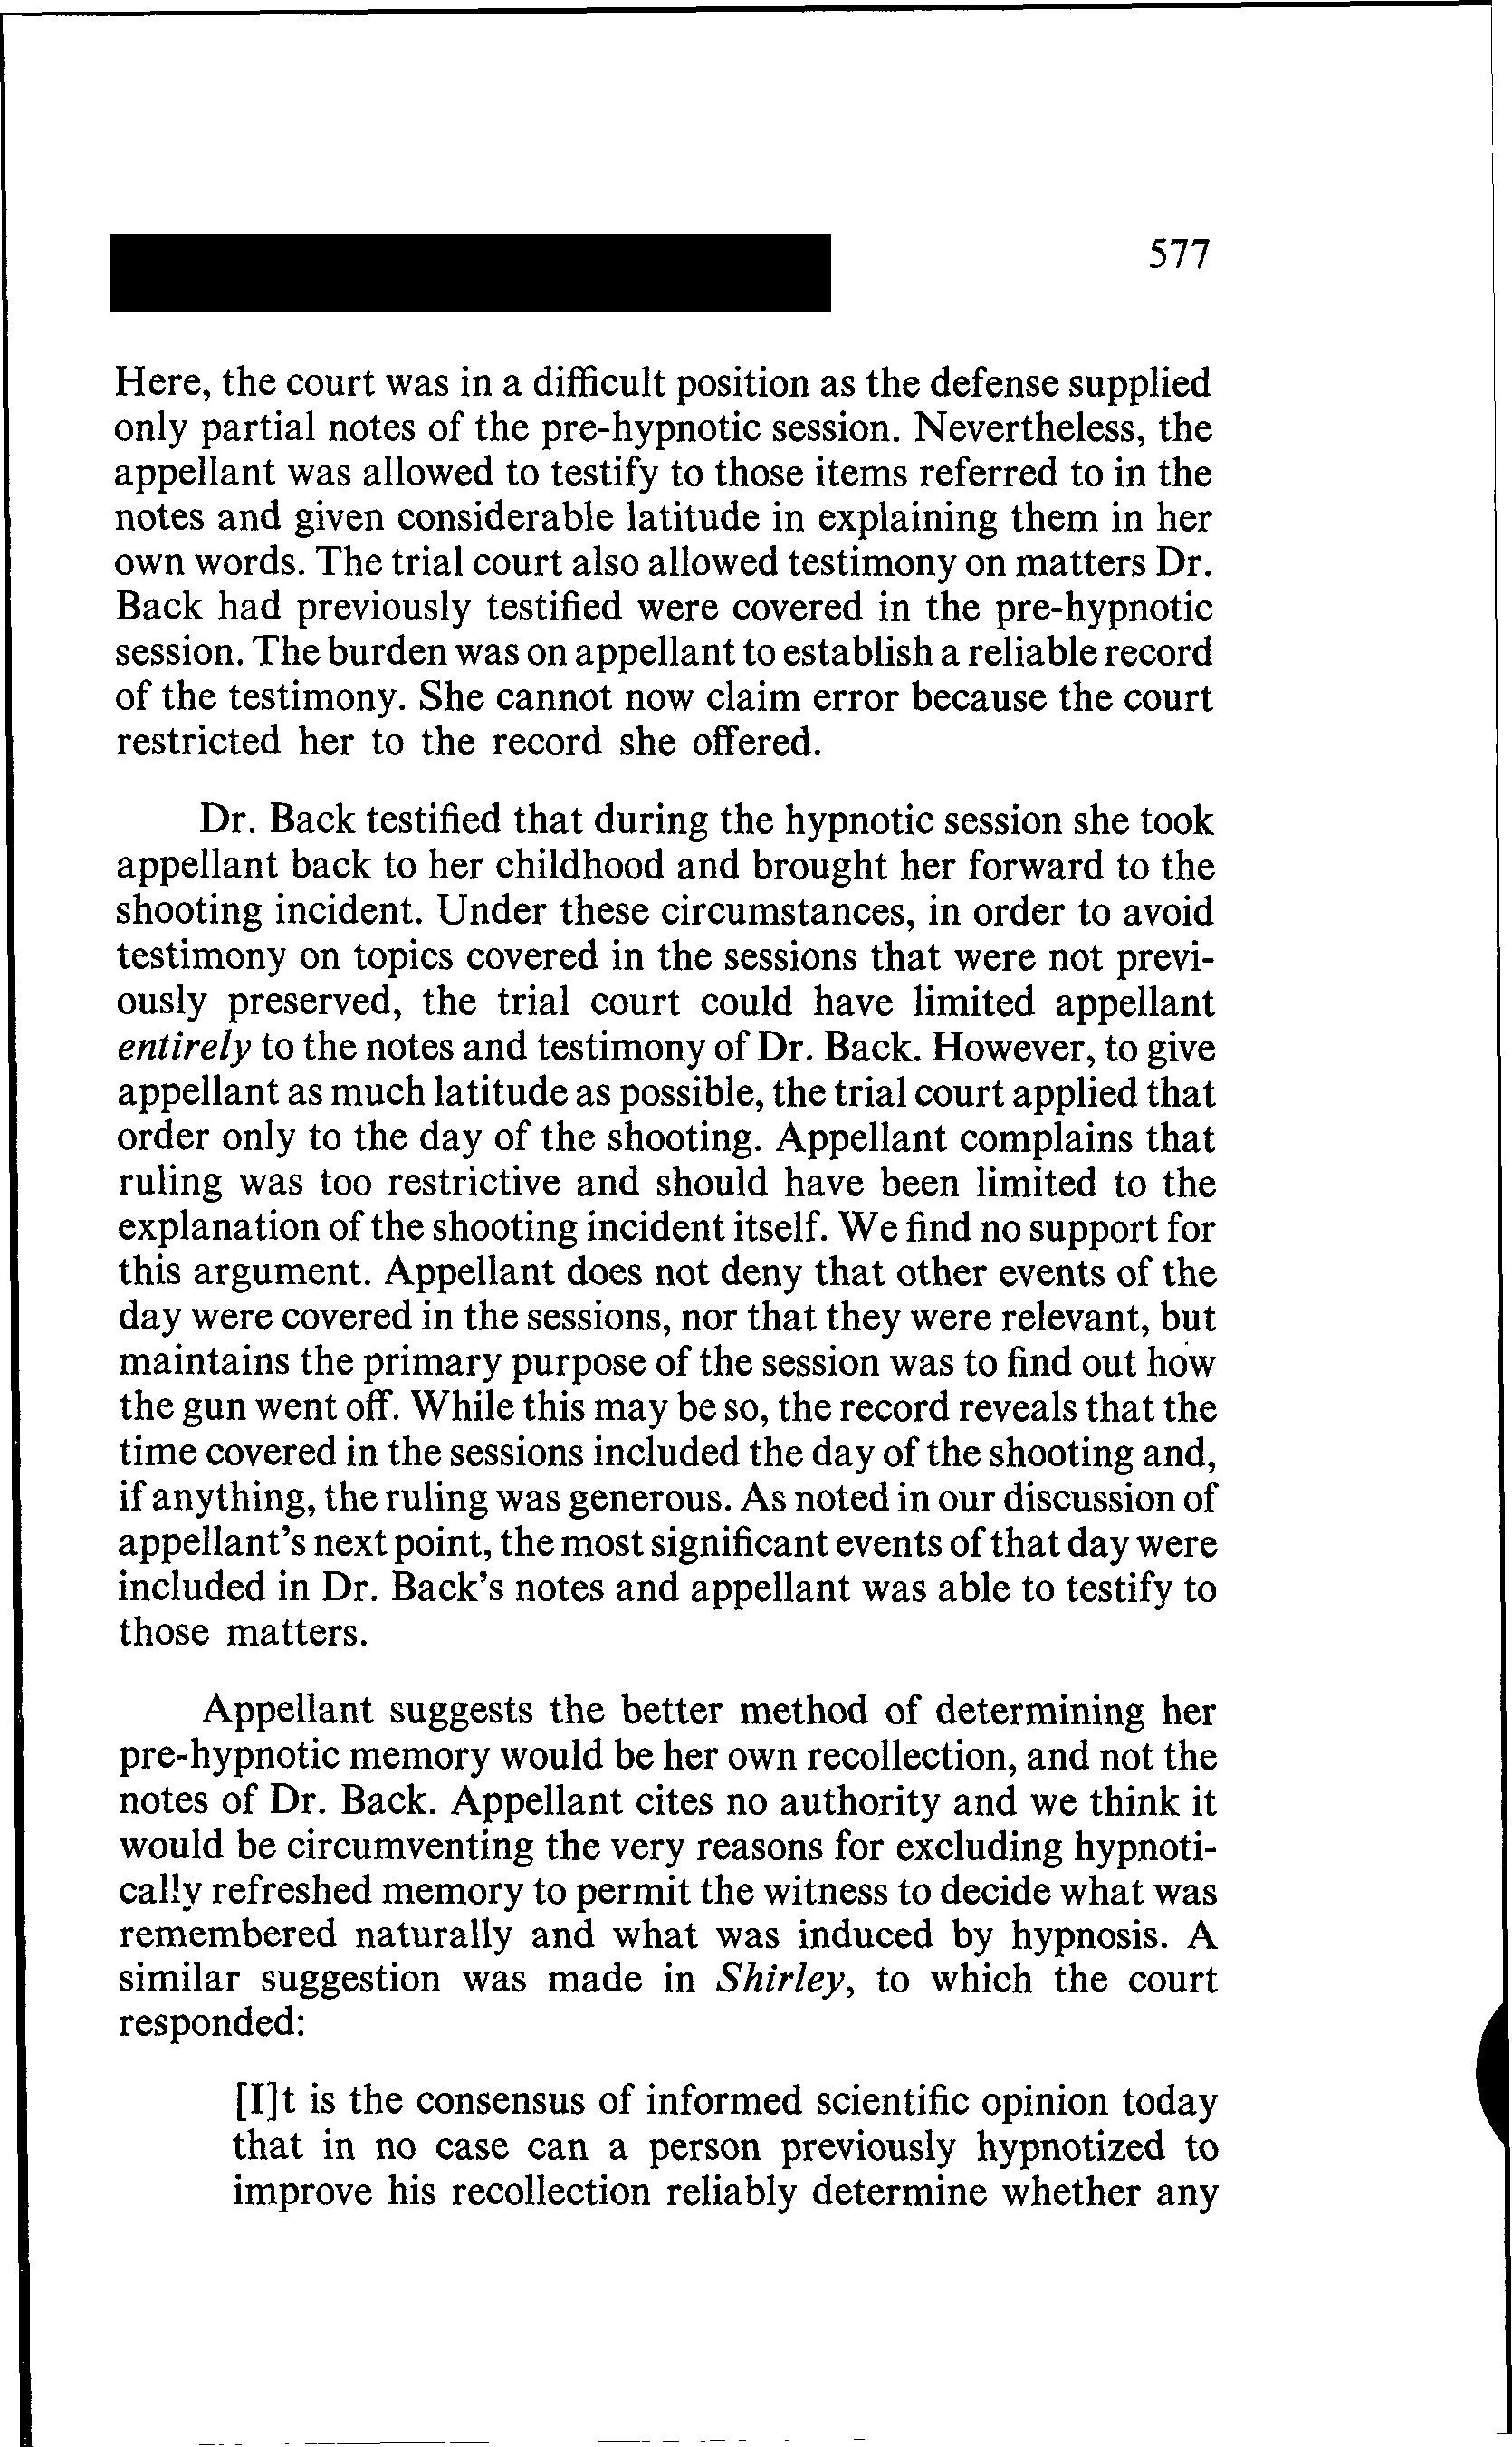 577
Here, the court was in a difficult position as the defense supplied
only partial notes of the pre-hypnotic session. Nevertheless, the
appellant was allowed to testify to those items referred to in the
notes and given considerable latitude in explaining them in her
own words. The trial court also allowed testimony on matters Dr.
Back had previously testified were covered in the pre-hypnotic
session. The burden was on appellant to establish a reliable record
of the testimony. She cannot now claim error because the court
restricted her to the record she offered.
Dr. Back testified that during the hypnotic session she took
appellant back to her childhood and brought her forward to the
shooting incident. Under these circumstances, in order to avoid
testimony on topics covered in the sessions that were not previ-
ously preserved, the trial court could have limited appellant
entirely to the notes and testimony of Dr. Back. However, to give
appellant as much latitude as possible, the trial court applied that
order only to the day of the shooting. Appellant complains that
ruling was too restrictive and should have been limited to the
explanation of the shooting incident itself. We find no support for
this argument. Appellant does not deny that other events of the
day were covered in the sessions, nor that they were relevant, but
maintains the primary purpose of the session was to find out how
the gun went off. While this may be so, the record reveals that the
time covered in the sessions included the day of the shooting and,
if anything, the ruling was generous. As noted in our discussion of
appellant's next point, the most significant events of that day were
included in Dr. Back's notes and appellant was able to testify to
those matters.
Appellant suggests the better method of determining her
pre-hypnotic memory would be her own recollection, and not the
notes of Dr. Back. Appellant cites no authority and we think it
would be circumventing the very reasons for excluding hypnoti-
cally refreshed memory to permit the witness to decide what was
remembered naturally and what was induced by hypnosis. A
similar suggestion was made in Shirley, to which the court
responded:
[I]t is the consensus of informed scientific opinion today
that in no case can a person previously hypnotized to
improve his recollection reliably determine whether any